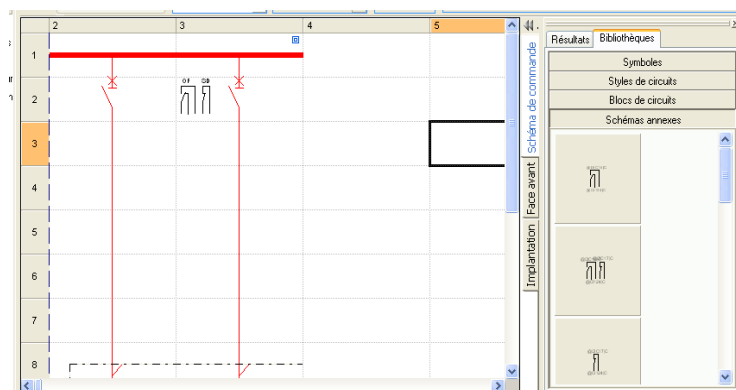 2 3 4 5
1
2
3
4
5
6
7
8
OF SD
Schéma de commande
Face avant
Implantation
Résultats Bibliothèques
Symboles
Styles de circuits
Blocs de circuits
Schémas annexes